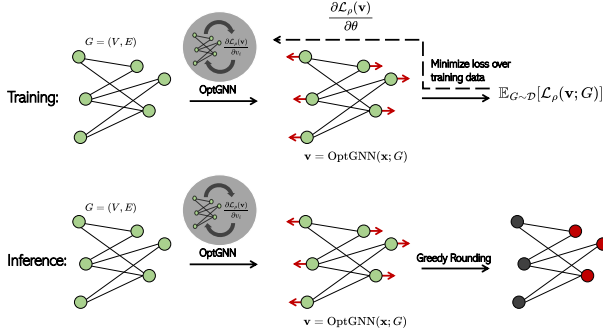 ∂L_ρ(v)
∂θ
G = (V, E)
∂L_ρ(v)
∂v_i
Minimize loss over
training data
Training:
OptGNN
𝔼_{G∼D}[L_ρ(v; G)]
v = OptGNN(x; G)
G = (V, E)
∂L_ρ(v)
∂v_i
Inference:
OptGNN
Greedy Rounding
v = OptGNN(x; G)